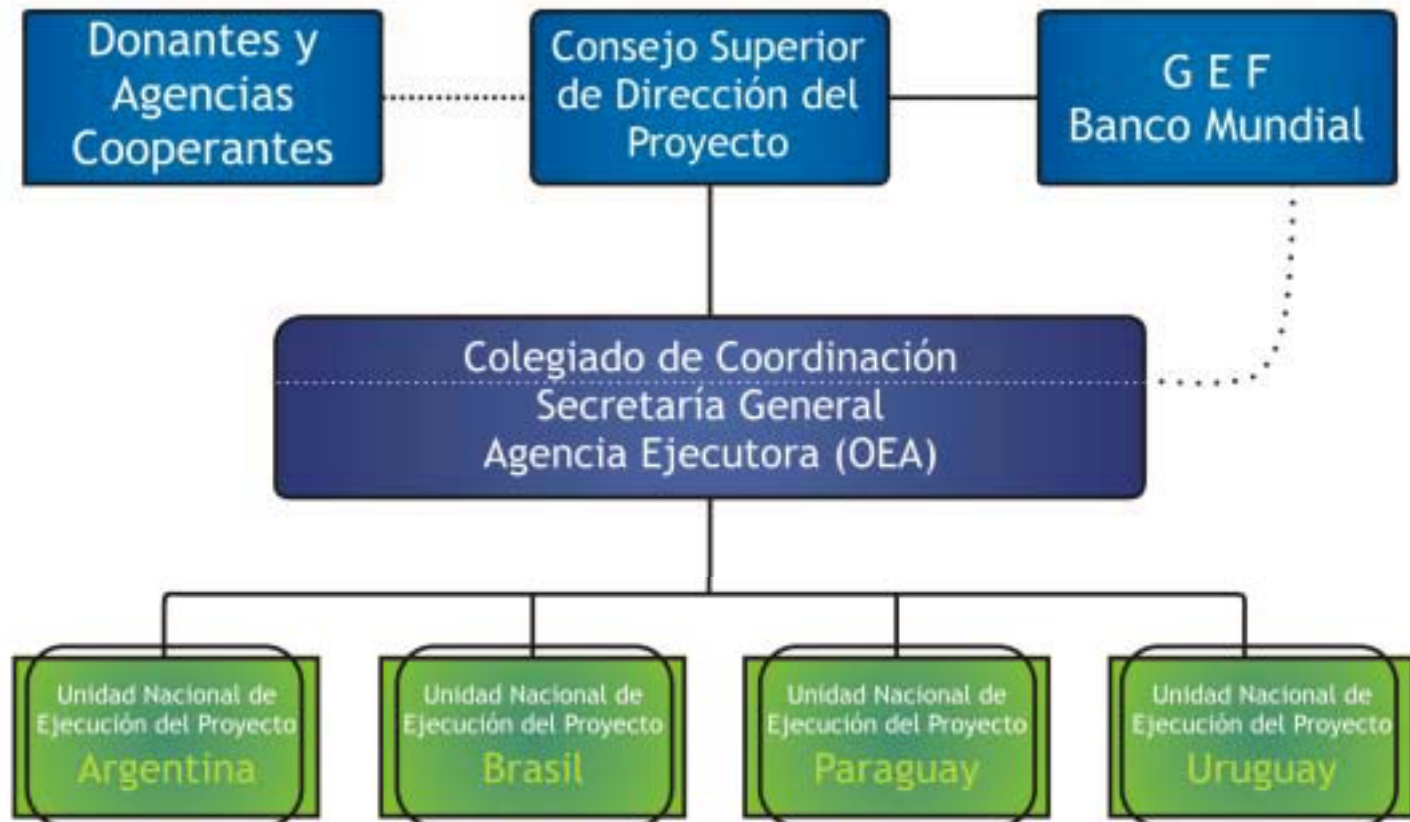 Donantes y
Agencias
Cooperantes
Consejo Superior
de Dirección del
Proyecto
G E F
Banco Mundial
Colegiado de Coordinación
Secretaría General
Agencia Ejecutora (OEA)
Unidad Nacional de
Ejecución del Proyecto
Argentina
Unidad Nacional de
Ejecución del Proyecto
Brasil
Unidad Nacional de
Ejecución del Proyecto
Paraguay
Unidad Nacional de
Ejecución del Proyecto
Uruguay